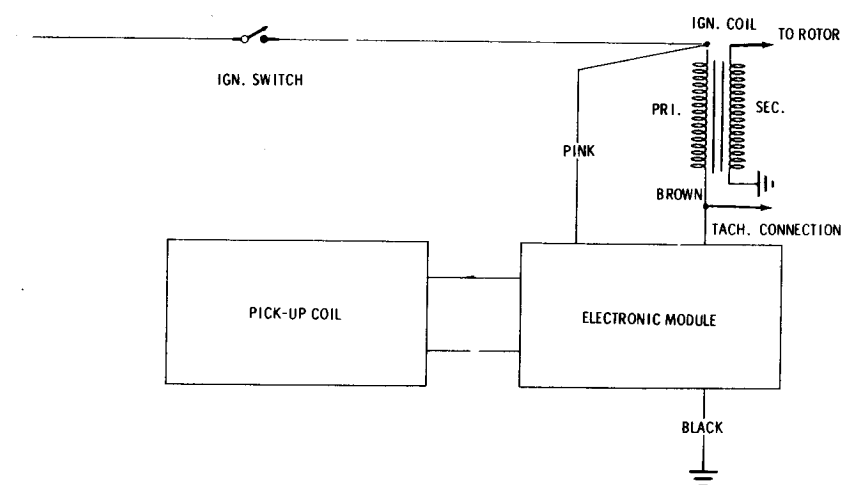 IGN. COIL
TO ROTOR
IGN. SWITCH
PRI.
SEC.
PINK
BROWN
TACH. CONNECTION
PICK-UP COIL
ELECTRONIC MODULE
BLACK